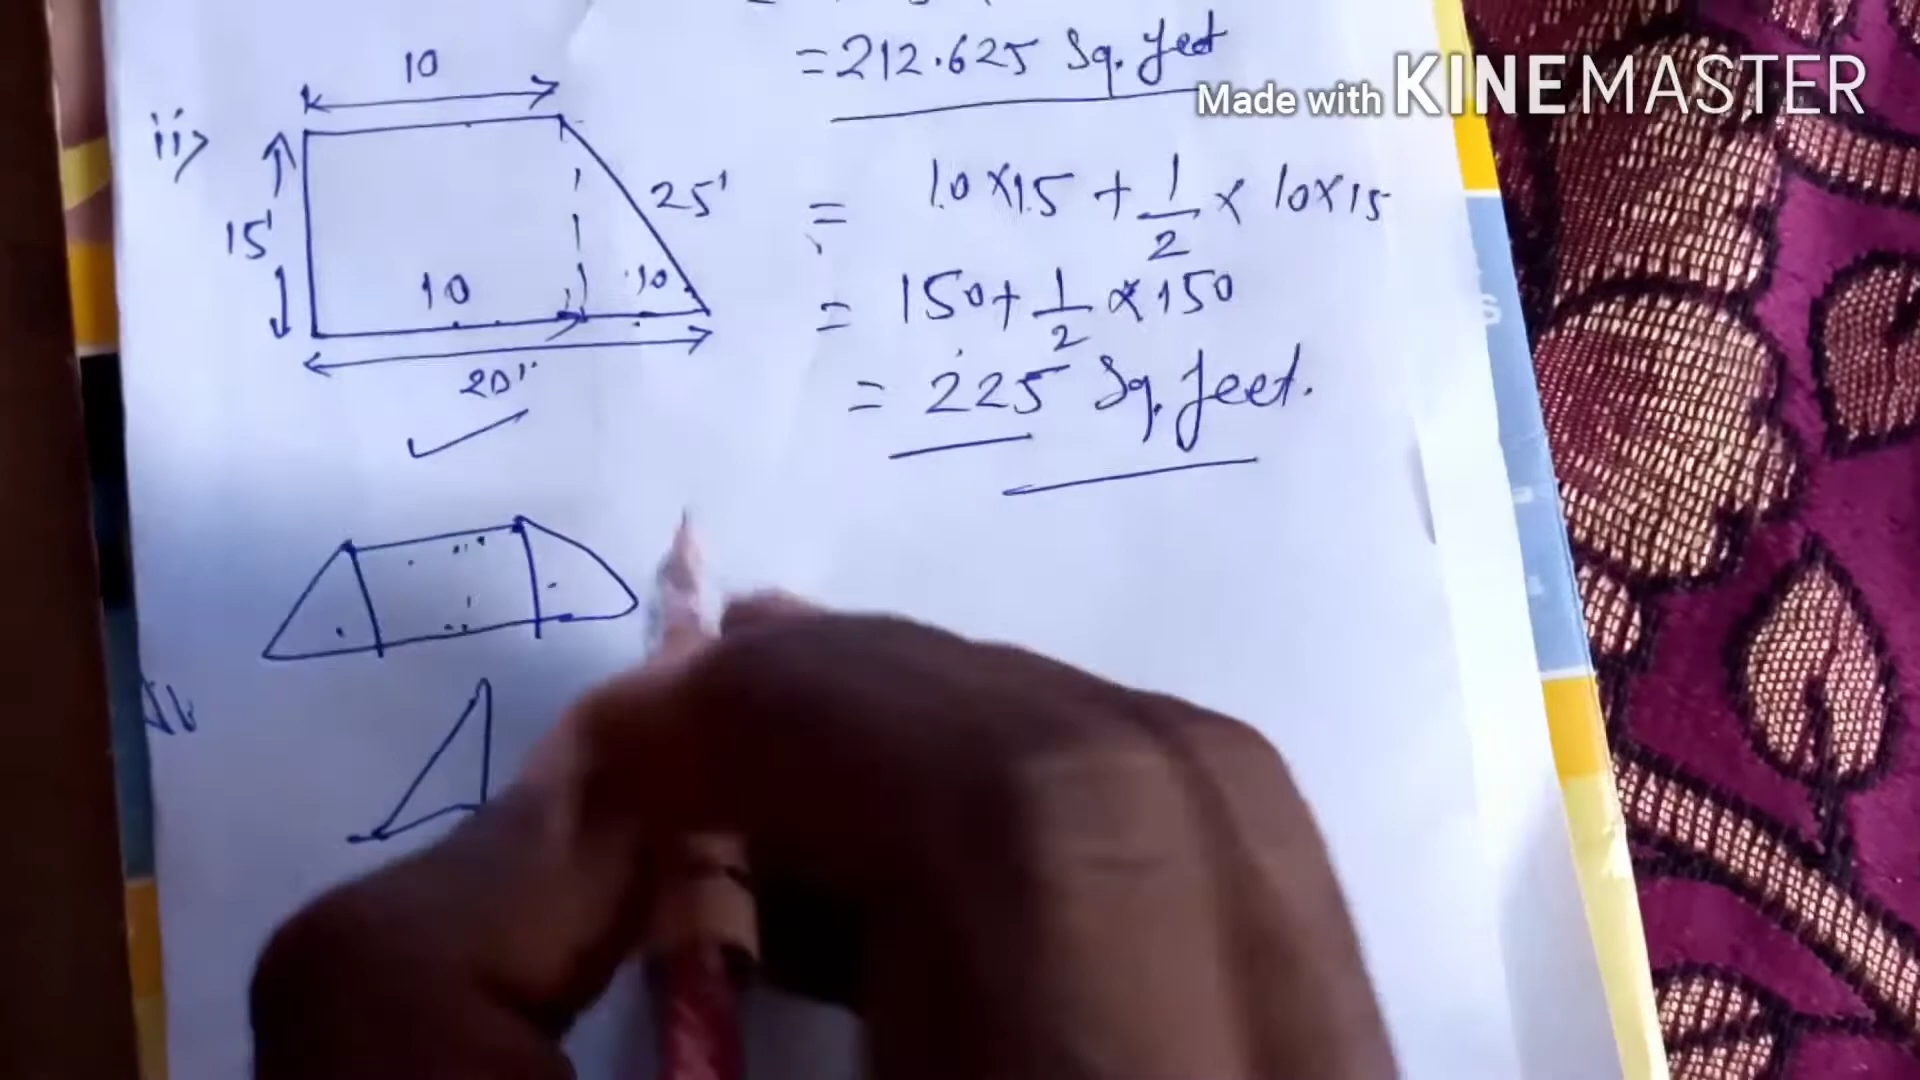 = 212.625 Sq. feet
Made with KINEMASTER
10
ii>
15'
25'
10
10
20''
= 10×15 + 1/2 × 10×15
= 150 + 1/2 × 150
= 225 Sq. feet.